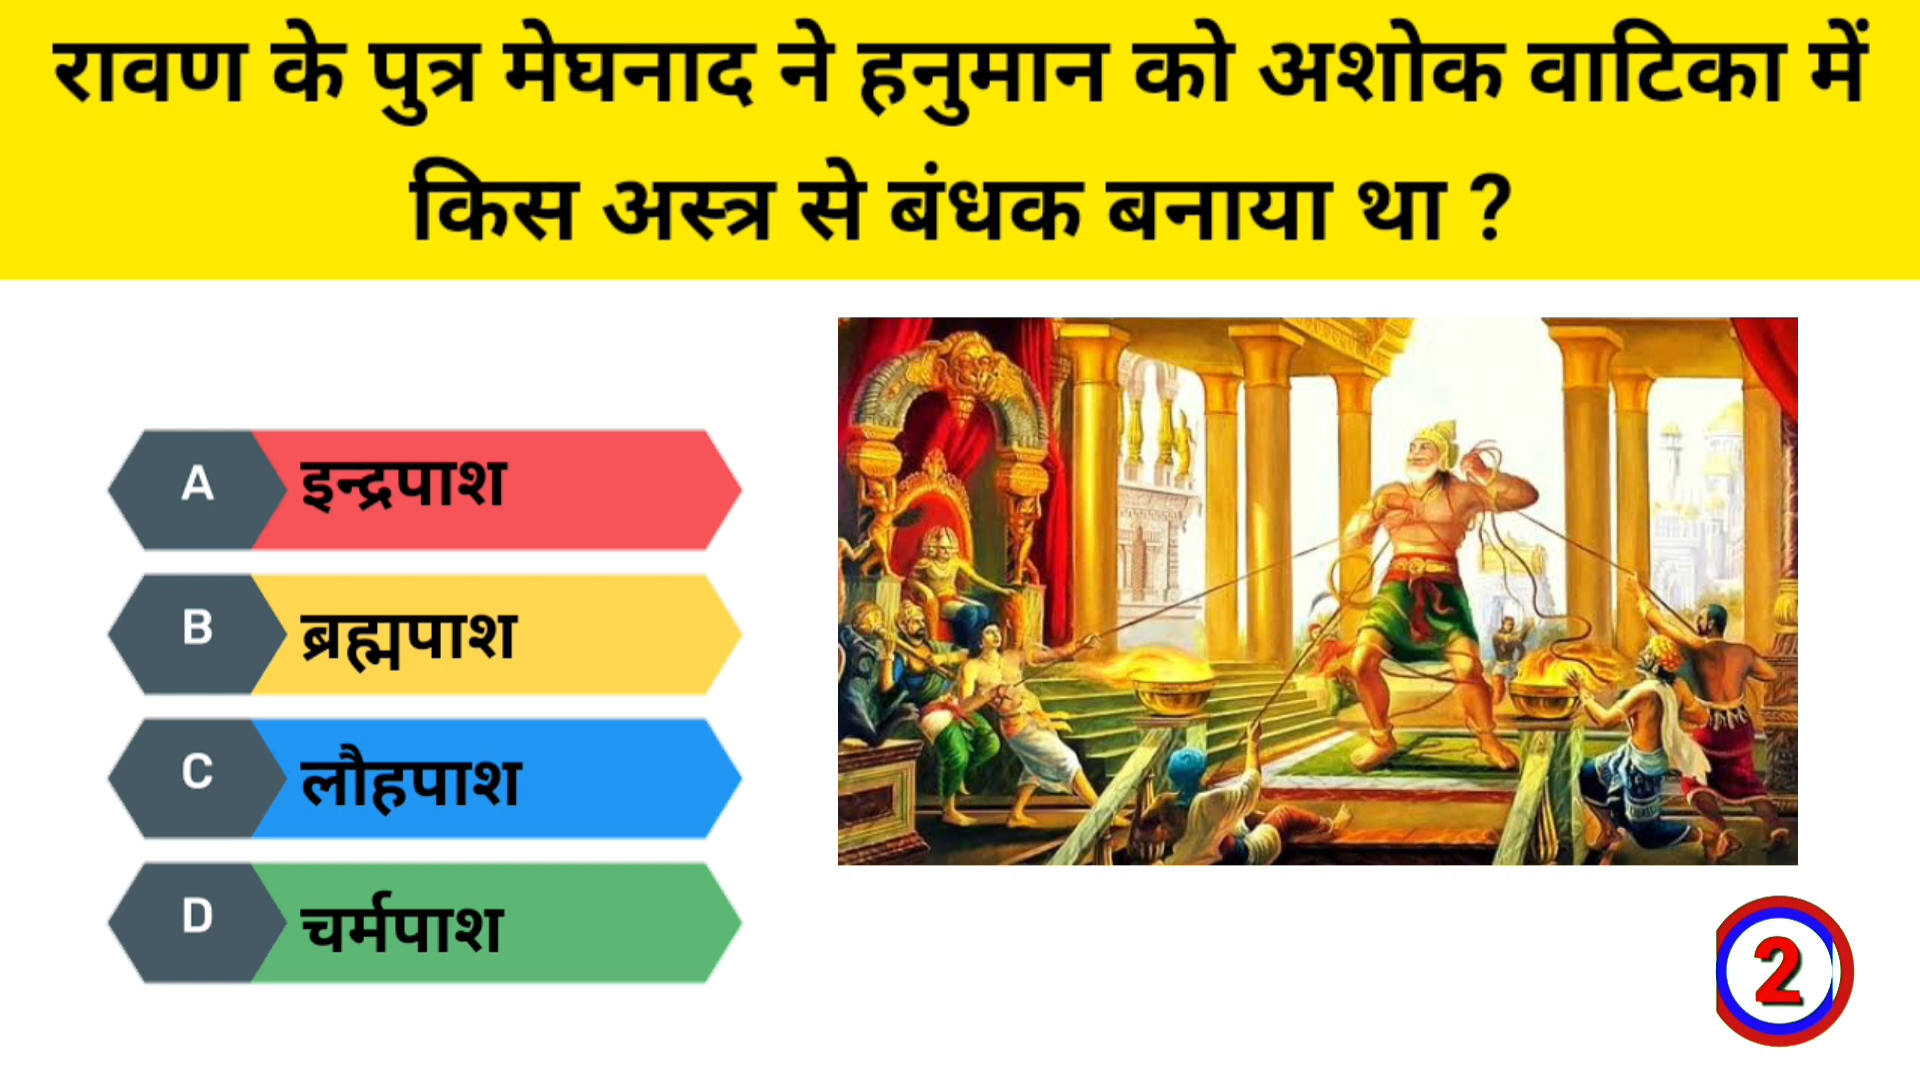 रावण के पुत्र मेघनाद ने हनुमान को अशोक वाटिका में
किस अस्त्र से बंधक बनाया था ?
A इन्द्रपाश
B ब्रह्मपाश
C लौहपाश
D चर्मपाश
2